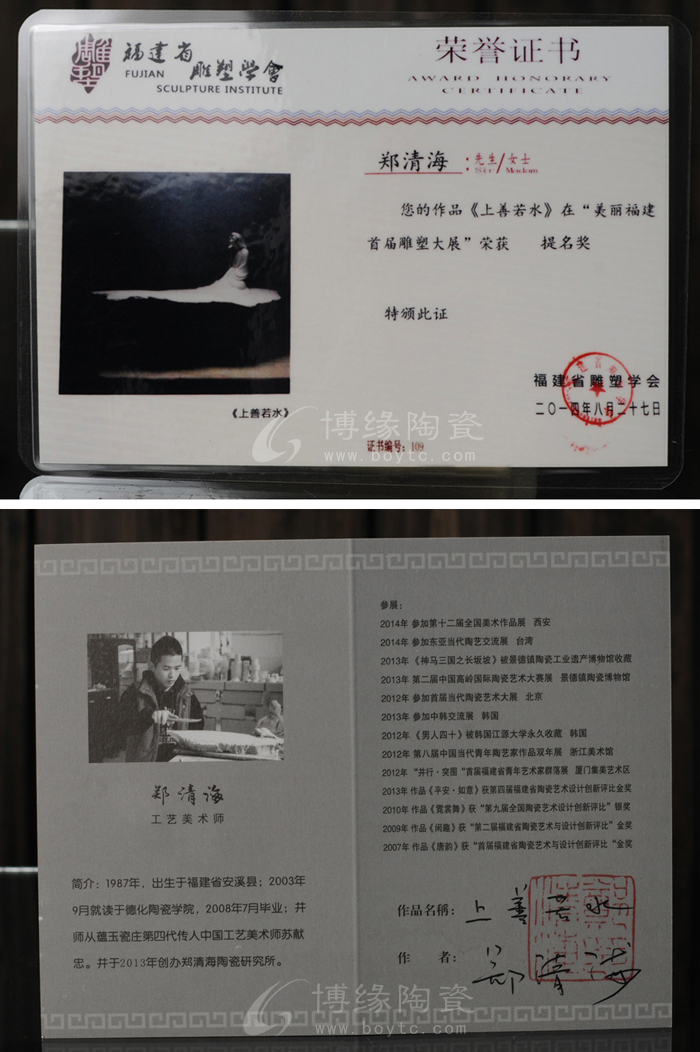 福建省
雕塑学會
FUJIAN
SCULPTURE INSTITUTE
荣誉证书
AWARD HONORARY
CERTIFICATE
郑清海：先生/女士
Sir/Madam
您的作品《上善若水》在“美丽福建
首届雕塑大展”荣获 提名奖
特颁此证
《上善若水》
福建省雕塑学会
二〇一四年八月二十七日
证书编号：109
博缘陶瓷
www.boytc.com
郑清海
工艺美术师
简介：1987年，出生于福建省安溪县；2003年
9月就读于德化陶瓷学院，2008年7月毕业；并
师从蕴玉瓷庄第四代传人中国工艺美术师苏献
忠。并于2013年创办郑清海陶瓷研究所。
参展：
2014年 参加第十二届全国美术作品展 西安
2014年 参加东亚当代陶艺交流展 台湾
2013年 《神马三国之长坂坡》被景德镇陶瓷工业遗产博物馆收藏
2013年 第二届中国高岭国际陶瓷艺术大赛展 景德镇陶瓷博物馆
2012年 参加首届当代陶瓷艺术大展 北京
2013年 参加中韩交流展 韩国
2012年 《男人四十》被韩国江源大学永久收藏 韩国
2012年 第八届中国当代青年陶艺家作品双年展 浙江美术馆
2012年 “并行·突围”首届福建省青年艺术家群落展 厦门集美艺术区
2013年 作品《平安·如意》获第四届福建省陶瓷艺术设计创新评比金奖
2010年 作品《霓裳舞》获“第九届全国陶瓷艺术设计创新评比”银奖
2009年 作品《闲趣》获“第二届福建省陶瓷艺术与设计创新评比”金奖
2007年 作品《唐韵》获“首届福建省陶瓷艺术与设计创新评比“金奖
作品名稱：上善若水
作 者：郑清海
博缘陶瓷
www.boytc.com